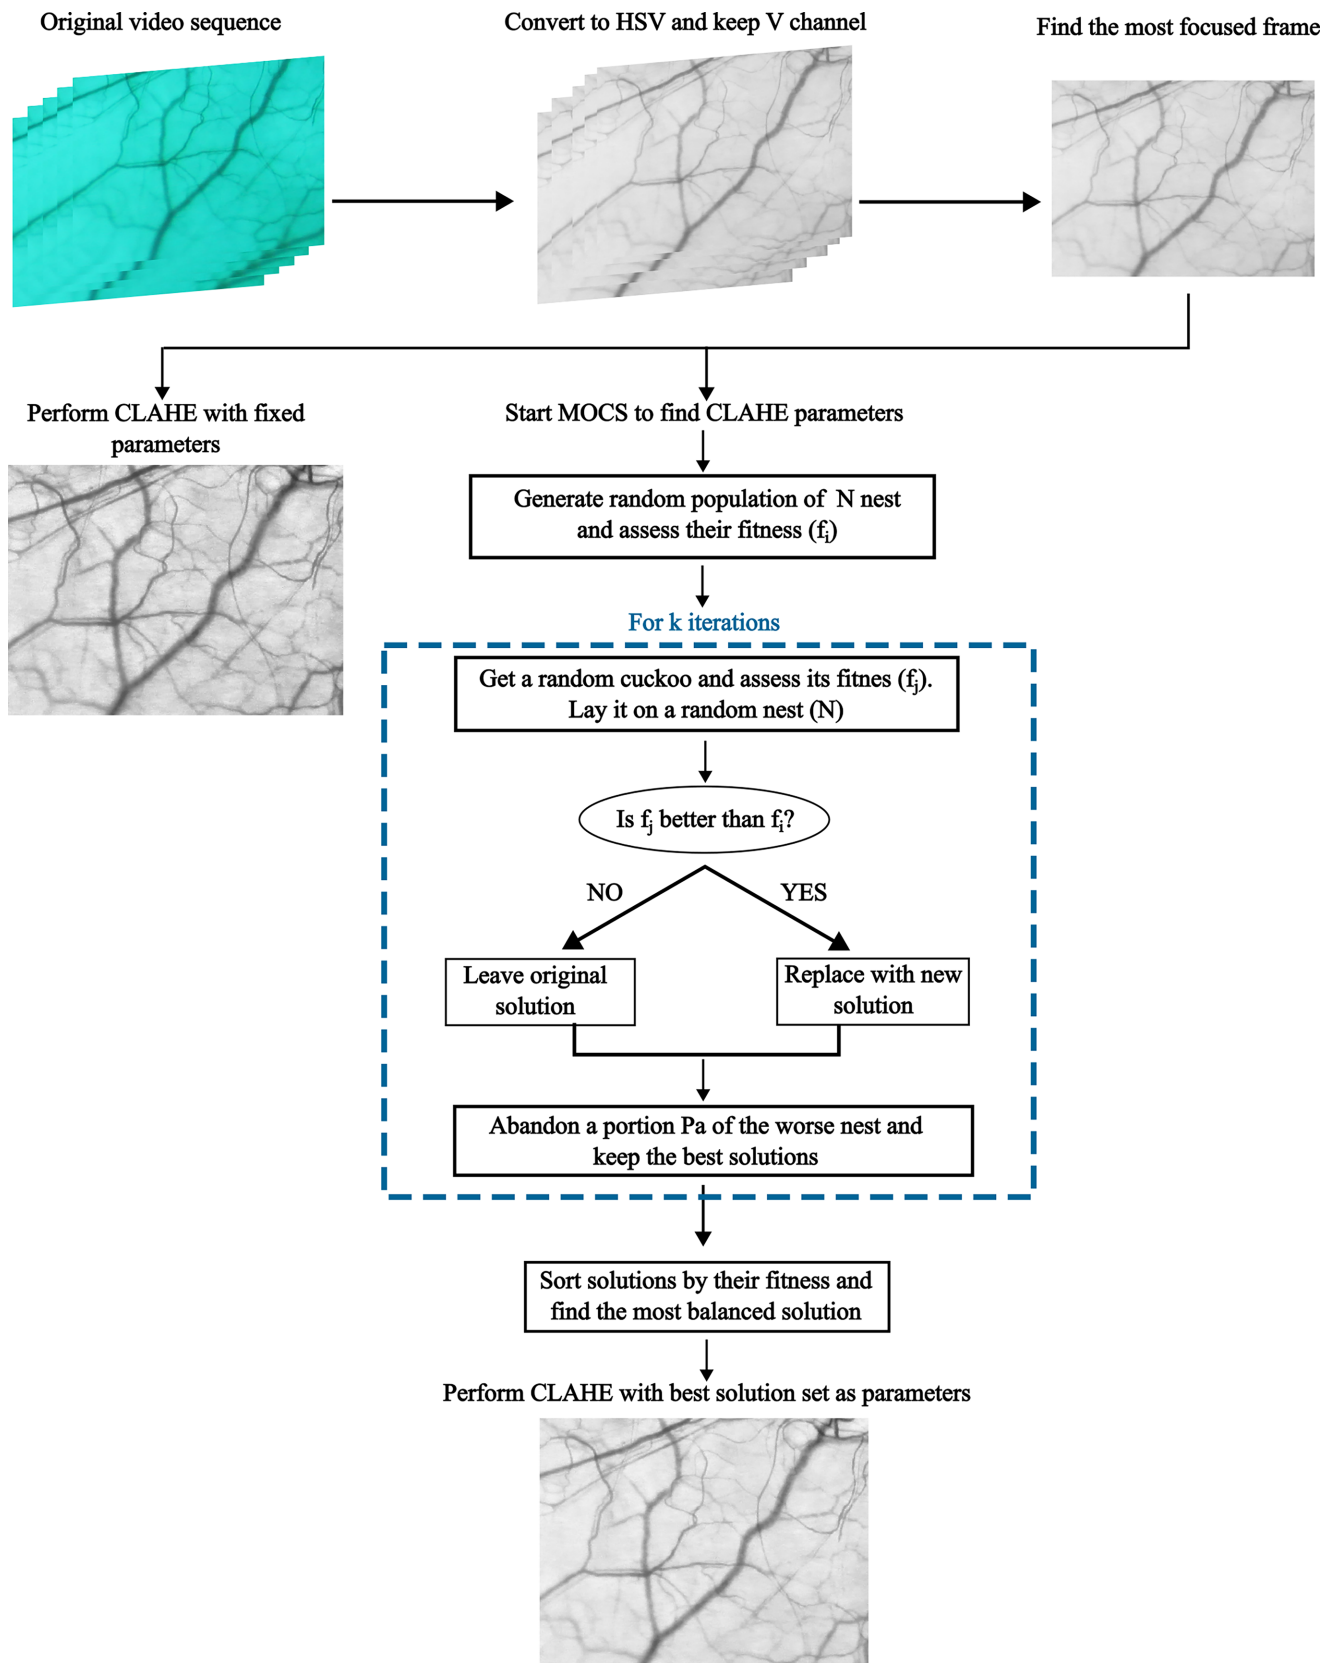 Original video sequence
Convert to HSV and keep V channel
Find the most focused frame
Perform CLAHE with fixed
parameters
Start MOCS to find CLAHE parameters
Generate random population of N nest
and assess their fitness (fi)
For k iterations
Get a random cuckoo and assess its fitnes (fj).
Lay it on a random nest (N)
Is fj better than fi?
NO
YES
Leave original
solution
Replace with new
solution
Abandon a portion Pa of the worse nest and
keep the best solutions
Sort solutions by their fitness and
find the most balanced solution
Perform CLAHE with best solution set as parameters